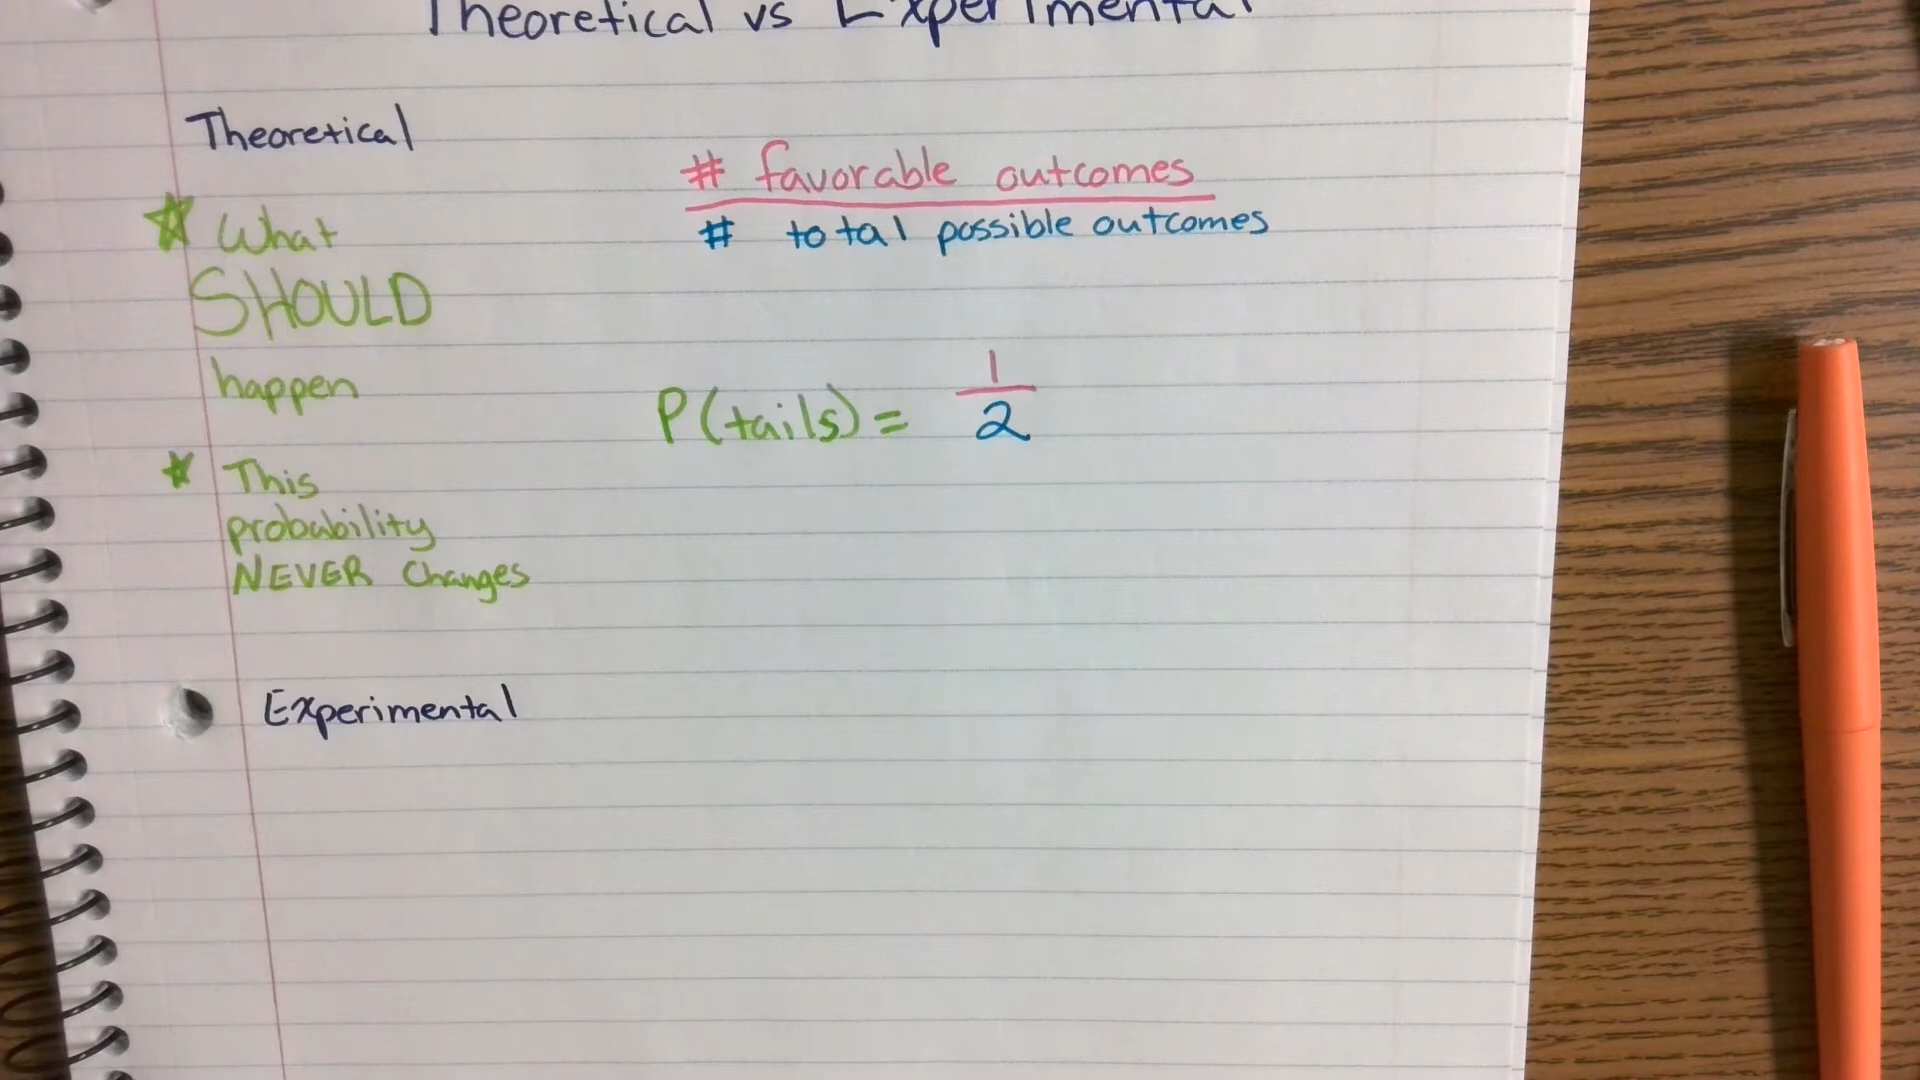 Theoretical vs Experimental
Theoretical
# favorable outcomes
# total possible outcomes
What
SHOULD
happen
P(tails) = 1/2
This
probability
NEVER Changes
Experimental